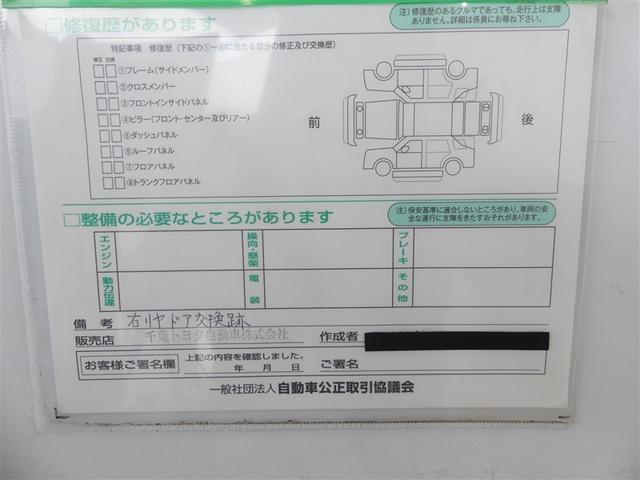 □修復歴があります
注）修復歴のあるクルマであっても、走行上は支障ありません。詳細は係員にお尋ね下さい。
特記事項 修復歴（下記の①～⑧に当たる部分の修正及び交換歴）
修正 交換
□□①フレーム(サイドメンバー)
□□②クロスメンバー
□□③フロントインサイドパネル
□□④ピラー(フロント・センター及びリアー)
□□⑤ダッシュパネル
□□⑥ルーフパネル
□□⑦フロアパネル
□□⑧トランクフロアパネル
前
後
□整備の必要なところがあります
注）保安基準に適合しないところがあり、車両の安全な運行に支障をきたすおそれがあります。
エンジン
操向・懸架
ブレーキ
動力伝達
電装
その他
備考 右リヤドア交換跡
販売店 千葉トヨタ自動車株式会社 作成者
お客様ご署名欄
上記の内容を確認しました。
年 月 日 ご署名
一般社団法人 自動車公正取引協議会